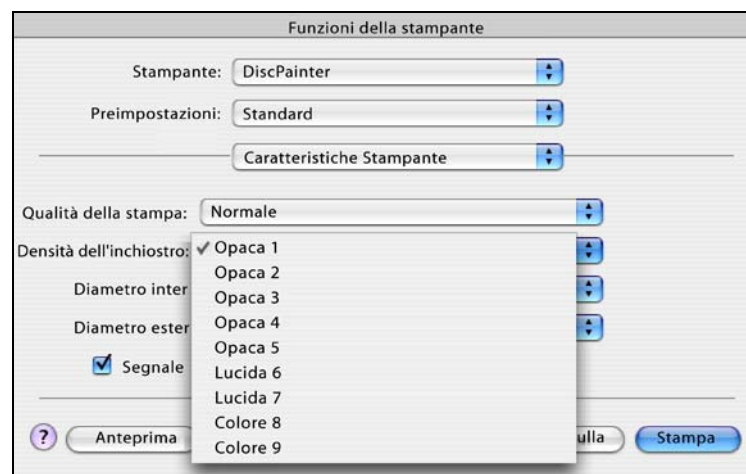 Funzioni della stampante
Stampante: DiscPainter
Preimpostazioni: Standard
Caratteristiche Stampante
Qualità della stampa: Normale
Densità dell'inchiostro: ✓ Opaca 1
Opaca 2
Diametro inter Opaca 3
Opaca 4
Diametro ester Opaca 5
Segnale Lucida 6
Lucida 7
Colore 8
? Anteprima Colore 9 ulla Stampa